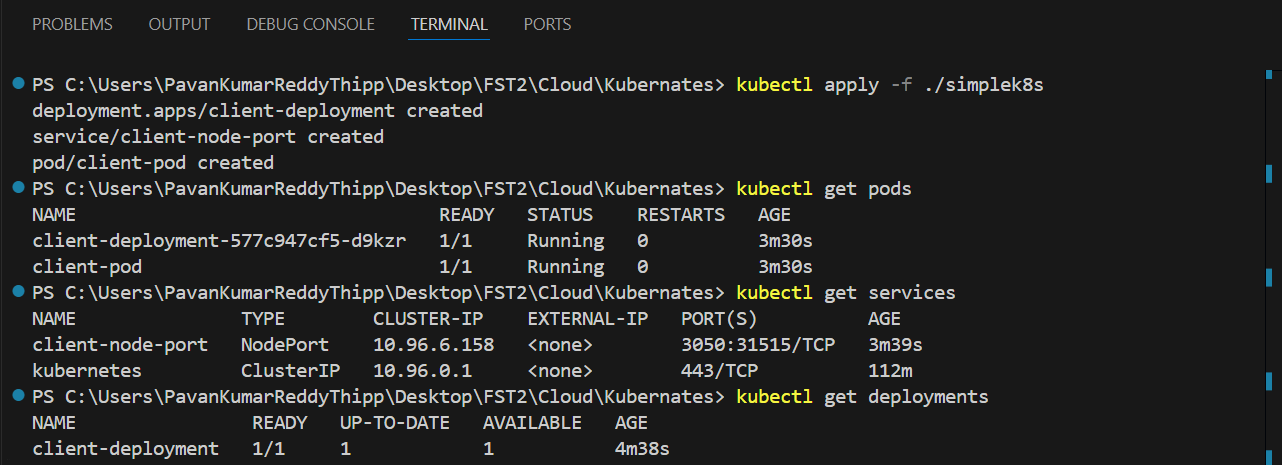 PROBLEMS OUTPUT DEBUG CONSOLE TERMINAL PORTS
PS C:\Users\PavanKumarReddyThipp\Desktop\FST2\Cloud\Kubernates> kubectl apply -f ./simplek8s
deployment.apps/client-deployment created
service/client-node-port created
pod/client-pod created
PS C:\Users\PavanKumarReddyThipp\Desktop\FST2\Cloud\Kubernates> kubectl get pods
NAME READY STATUS RESTARTS AGE
client-deployment-577c947cf5-d9kzr 1/1 Running 0 3m30s
client-pod 1/1 Running 0 3m30s
PS C:\Users\PavanKumarReddyThipp\Desktop\FST2\Cloud\Kubernates> kubectl get services
NAME TYPE CLUSTER-IP EXTERNAL-IP PORT(S) AGE
client-node-port NodePort 10.96.6.158 <none> 3050:31515/TCP 3m39s
kubernetes ClusterIP 10.96.0.1 <none> 443/TCP 112m
PS C:\Users\PavanKumarReddyThipp\Desktop\FST2\Cloud\Kubernates> kubectl get deployments
NAME READY UP-TO-DATE AVAILABLE AGE
client-deployment 1/1 1 1 4m38s